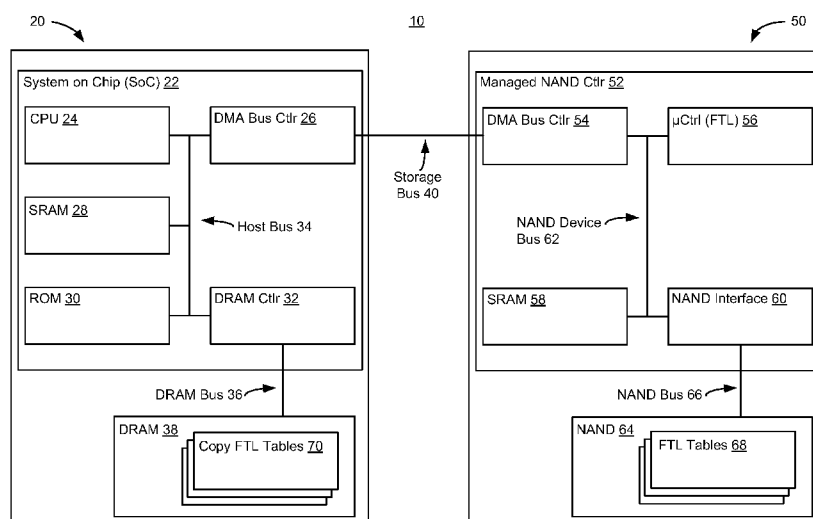 20
10
50
System on Chip (SoC) 22
Managed NAND Ctlr 52
CPU 24
DMA Bus Ctlr 26
DMA Bus Ctlr 54
µCtrl (FTL) 56
Storage
Bus 40
SRAM 28
Host Bus 34
NAND Device
Bus 62
ROM 30
DRAM Ctlr 32
SRAM 58
NAND Interface 60
DRAM Bus 36
NAND Bus 66
DRAM 38
Copy FTL Tables 70
NAND 64
FTL Tables 68